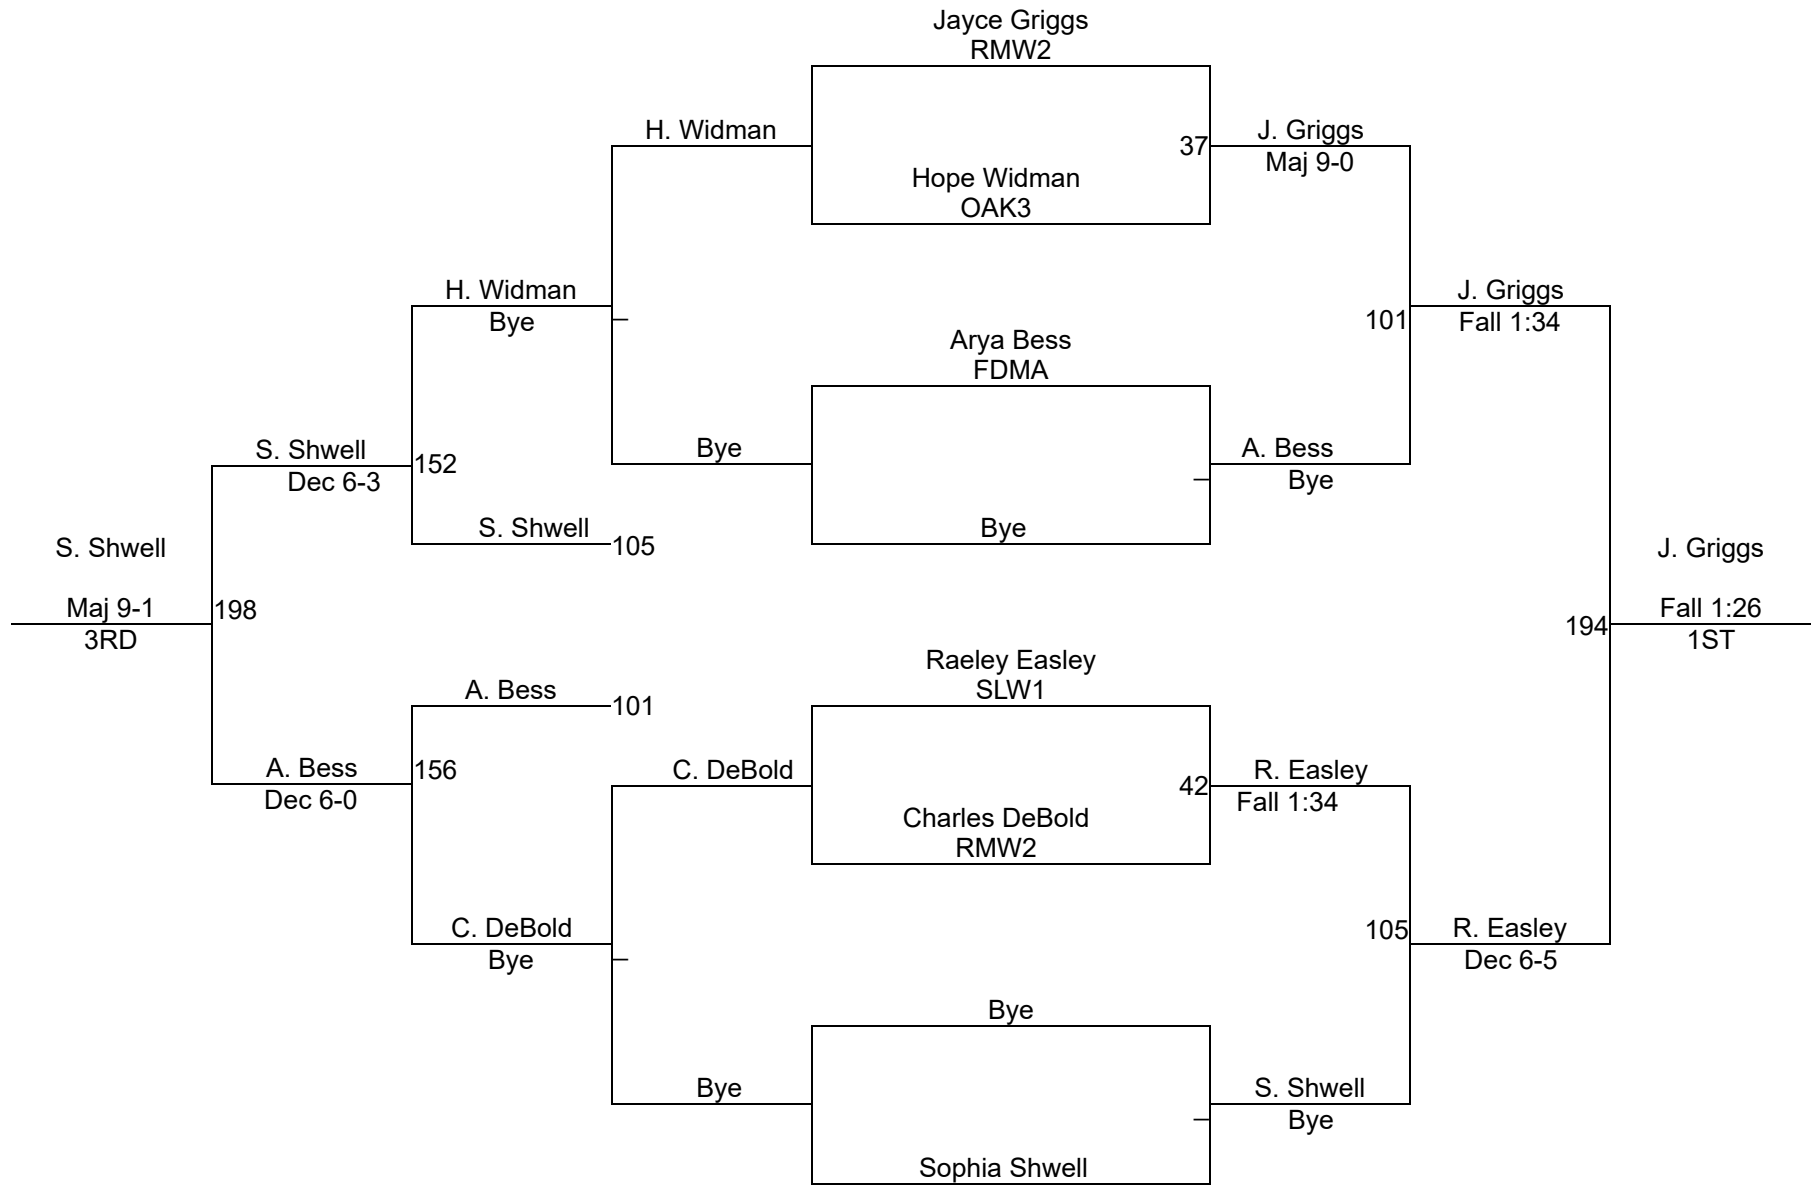 Jayce Griggs
RMW2
H. Widman
37
J. Griggs
Maj 9-0
Hope Widman
OAK3
H. Widman
Bye
J. Griggs
Fall 1:34
101
Arya Bess
FDMA
S. Shwell
Dec 6-3
152
Bye
A. Bess
Bye
S. Shwell
105
Bye
S. Shwell
Maj 9-1
3RD
198
J. Griggs
Fall 1:26
1ST
194
A. Bess
101
Raeley Easley
SLW1
A. Bess
Dec 6-0
156
C. DeBold
42
R. Easley
Fall 1:34
Charles DeBold
RMW2
C. DeBold
Bye
105
R. Easley
Dec 6-5
Bye
Bye
S. Shwell
Bye
Sophia Shwell